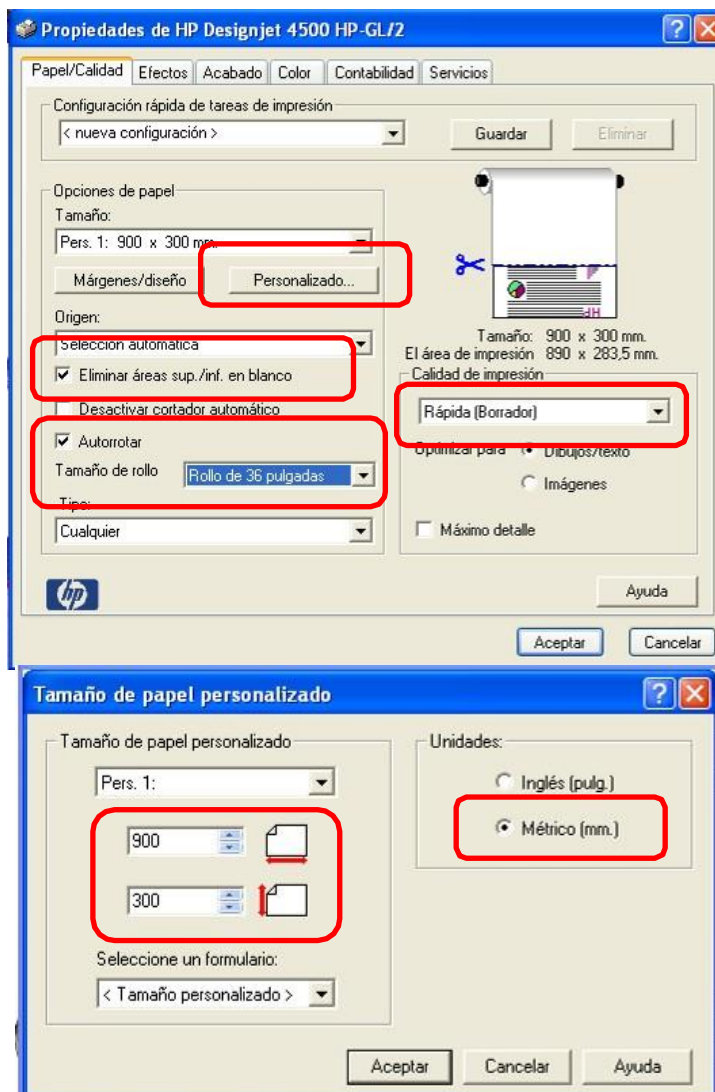 Propiedades de HP Designjet 4500 HP-GL/2
Papel/Calidad Efectos Acabado Color Contabilidad Servicios
Configuración rápida de tareas de impresión
< nueva configuración >
Guardar
Eliminar
Opciones de papel
Tamaño:
Pers. 1: 900 x 300 mm.
Márgenes/diseño
Personalizado...
Origen:
Selección automática
Eliminar áreas sup./inf. en blanco
Desactivar cortador automático
Autorrotar
Tamaño de rollo
Rollo de 36 pulgadas
Tipo:
Cualquier
HP
Tamaño: 900 x 300 mm.
El área de impresión 890 x 283,5 mm.
Calidad de impresión
Rápida (Borrador)
Optimizar para
Dibujos/texto
Imágenes
Máximo detalle
hp
Ayuda
Aceptar
Cancelar
Tamaño de papel personalizado
Tamaño de papel personalizado
Pers. 1:
900
300
Seleccione un formulario:
< Tamaño personalizado >
Unidades:
Inglés (pulg.)
Métrico (mm.)
Aceptar
Cancelar
Ayuda